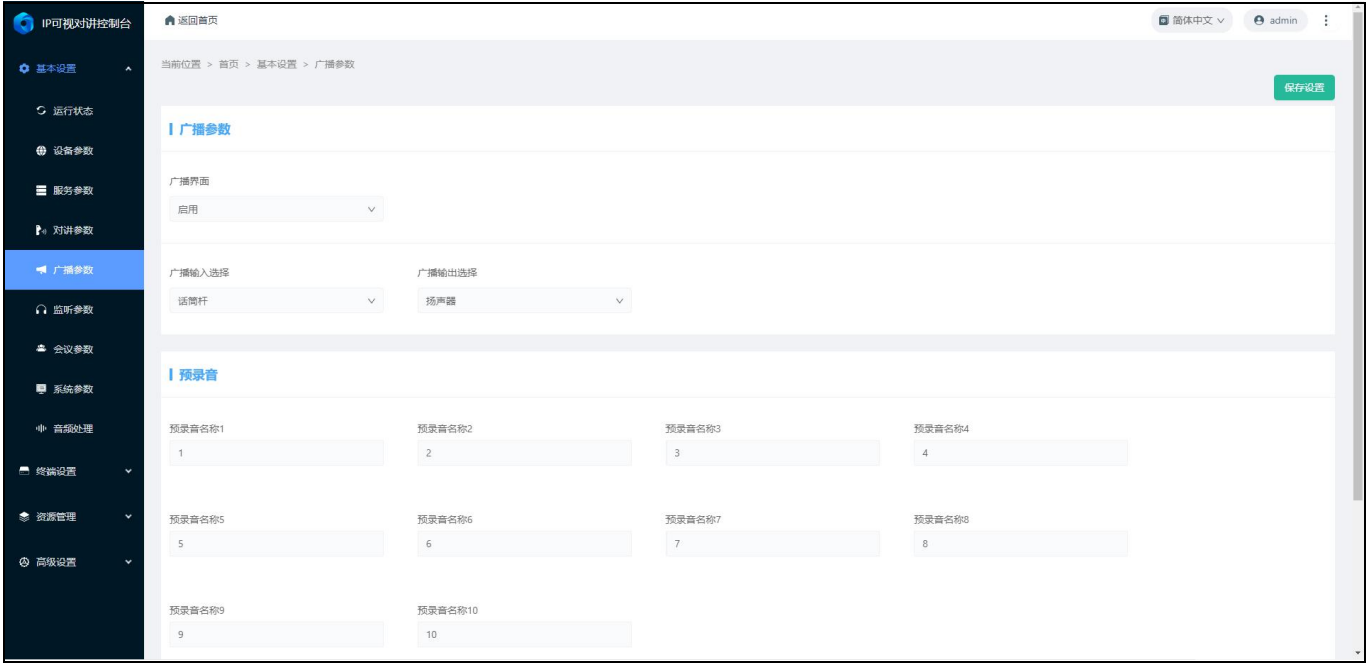 IP可视对讲控制台
返回首页
简体中文
admin
基本设置
运行状态
设备参数
服务参数
对讲参数
广播参数
监听参数
会议参数
系统参数
音频处理
终端设置
资源管理
高级设置
当前位置 > 首页 > 基本设置 > 广播参数
保存设置
广播参数
广播界面
启用
广播输入选择 广播输出选择
话筒杆 扬声器
预录音
预录音名称1 预录音名称2 预录音名称3 预录音名称4
1 2 3 4
预录音名称5 预录音名称6 预录音名称7 预录音名称8
5 6 7 8
预录音名称9 预录音名称10
9 10